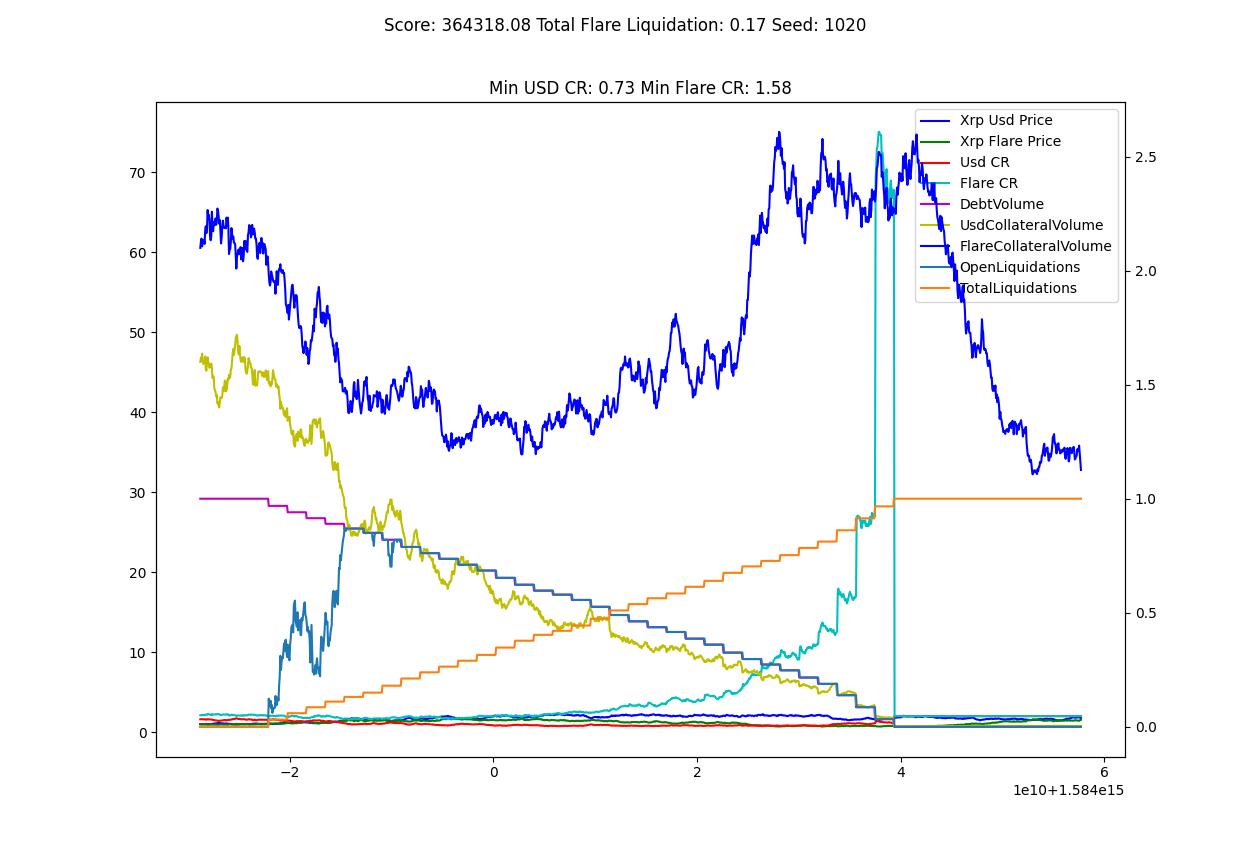 Score: 364318.08 Total Flare Liquidation: 0.17 Seed: 1020
Min USD CR: 0.73 Min Flare CR: 1.58
Xrp Usd Price
Xrp Flare Price
Usd CR
Flare CR
DebtVolume
UsdCollateralVolume
FlareCollateralVolume
OpenLiquidations
TotalLiquidations
70
60
50
40
30
20
10
0
2.5
2.0
1.5
1.0
0.5
0.0
−2 0 2 4 6
1e10+1.584e15